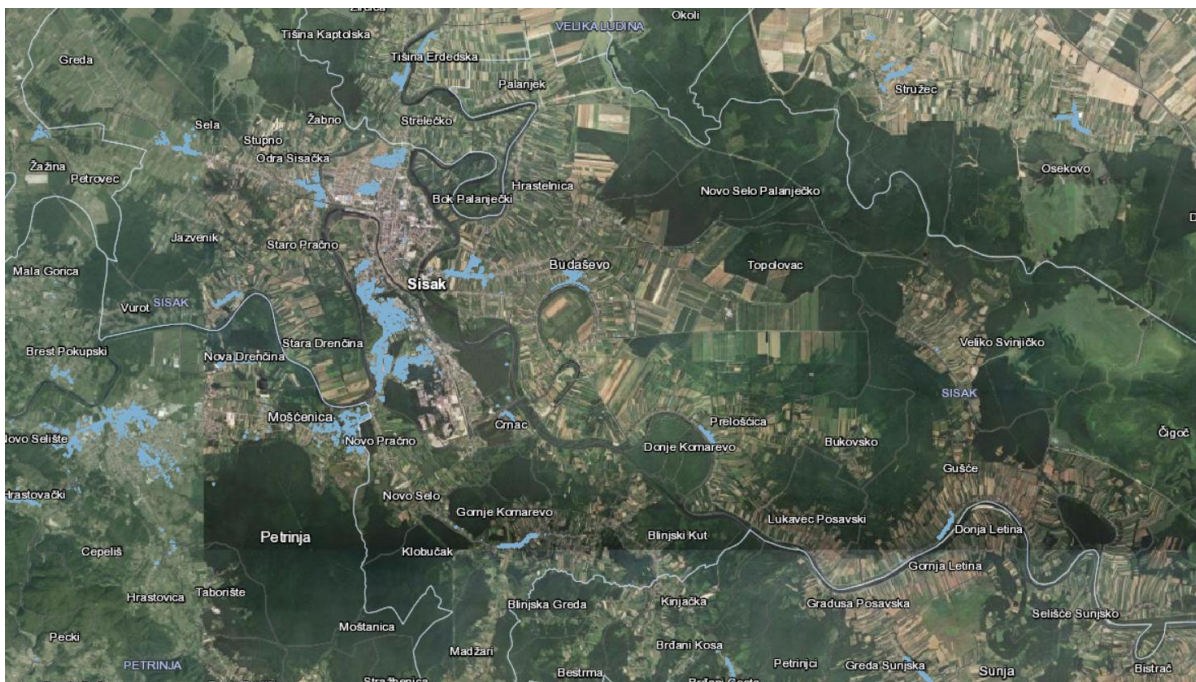 Okoli
VELIKA LUDINA
Tišina Kaptolska
Greda
Tišina Erdedska
Palanjek
Stružec
Sela
Žabno
Strelečko
Stupno
Odra Sisačka
Žažina
Petrovec
Osekovo
Hrastelnica
Novo Selo Palanječko
Bok Palanječki
Jazvenik
Staro Pračno
Mala Gorica
Budaševo
Topolovac
Sisak
Vurot
SISAK
Stara Drenčina
Veliko Svinjičko
Brest Pokupski
Nova Drenčina
SISAK
Mošćenica
Crnac
Prelošćica
Čigoč
Novo Selište
Novo Pračno
Donje Komarevo
Bukovsko
Gušće
Hrastovački
Novo Selo
Gornje Komarevo
Lukavec Posavski
Donja Letina
Petrinja
Blinjski Kut
Cepeliš
Klobučak
Gornja Letina
Hrastovica
Taborište
Blinjska Greda
Kinjačka
Gradusa Posavska
Selišće Sunjsko
Moštanica
Pecki
Brđani Kosa
Madžari
PETRINJA
Petrinjci
Greda Sunjska
Sunja
Bistrač
Bestrma